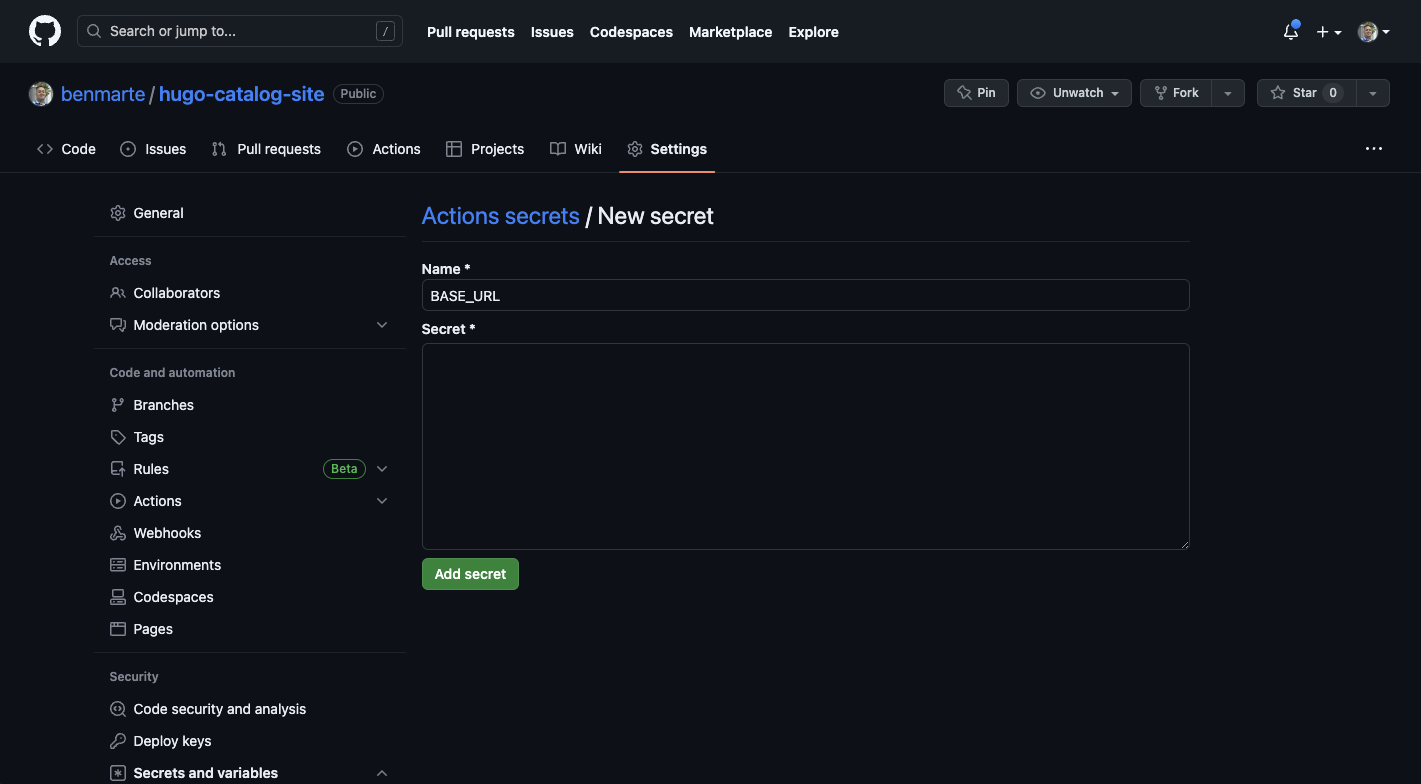 Search or jump to... /
Pull requests Issues Codespaces Marketplace Explore
benmarte / hugo-catalog-site Public
Pin Unwatch Fork Star 0
Code Issues Pull requests Actions Projects Wiki Settings
General
Access
Collaborators
Moderation options
Code and automation
Branches
Tags
Rules Beta
Actions
Webhooks
Environments
Codespaces
Pages
Security
Code security and analysis
Deploy keys
Secrets and variables
Actions secrets / New secret
Name *
BASE_URL
Secret *
Add secret